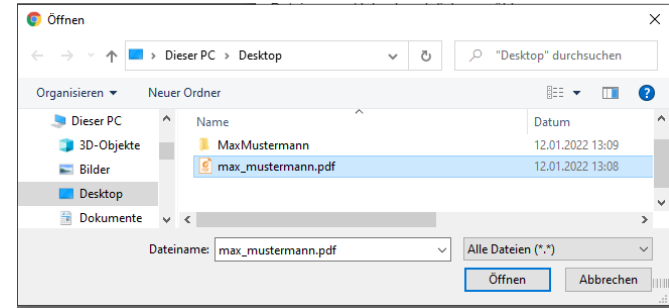 Öffnen
Dieser PC > Desktop
"Desktop" durchsuchen
Organisieren
Neuer Ordner
Dieser PC
3D-Objekte
Bilder
Desktop
Dokumente
Name
Datum
MaxMustermann
12.01.2022 13:09
max_mustermann.pdf
12.01.2022 13:08
Dateiname: max_mustermann.pdf
Alle Dateien (*.*)
Öffnen
Abbrechen